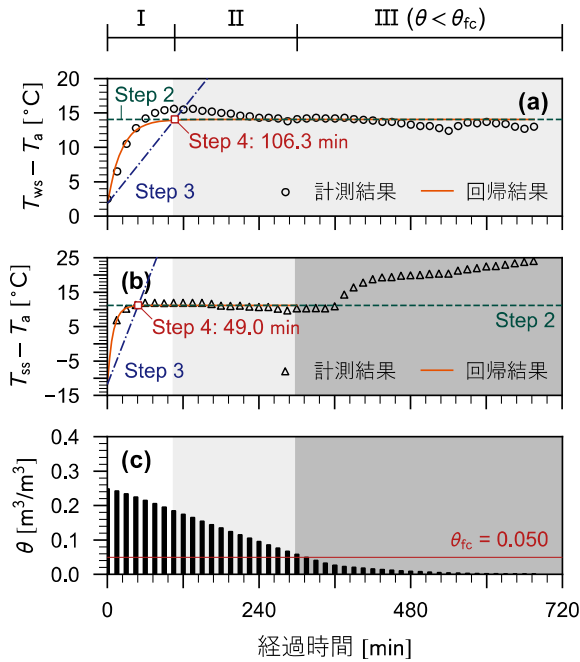 I II III (θ < θfc)
Tws − Ta [°C]
20
15
10
5
0
(a)
Step 2
Step 4: 106.3 min
Step 3
計測結果 回帰結果
Tss − Ta [°C]
25
15
5
−5
−15
(b)
Step 2
Step 4: 49.0 min
Step 3
計測結果 回帰結果
θ [m³/m³]
0.4
0.3
0.2
0.1
0.0
(c)
θfc = 0.050
0 240 480 720
経過時間 [min]